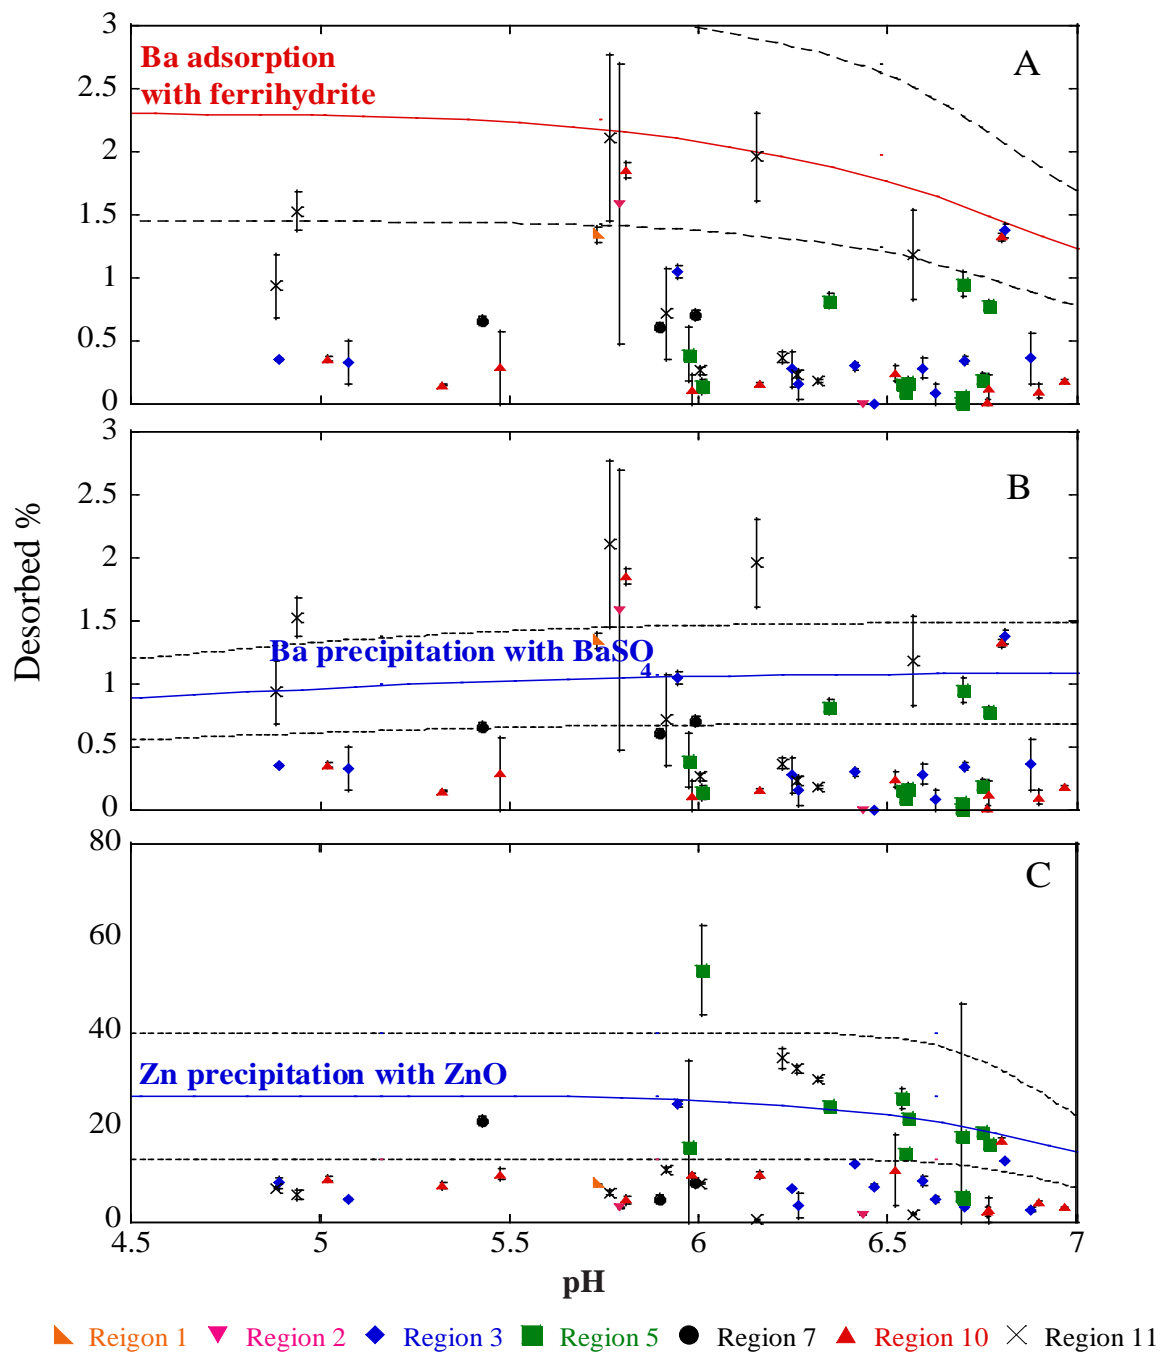 3
Ba adsorption
with ferrihydrite
A
2.5
2
1.5
1
0.5
0
3
B
2.5
2
1.5
Ba precipitation with BaSO4
1
0.5
0
Desorbed %
80
C
60
40
Zn precipitation with ZnO
20
0
4.5 5 5.5 6 6.5 7
pH
Reigon 1 Region 2 Region 3 Region 5 Region 7 Region 10 Region 11